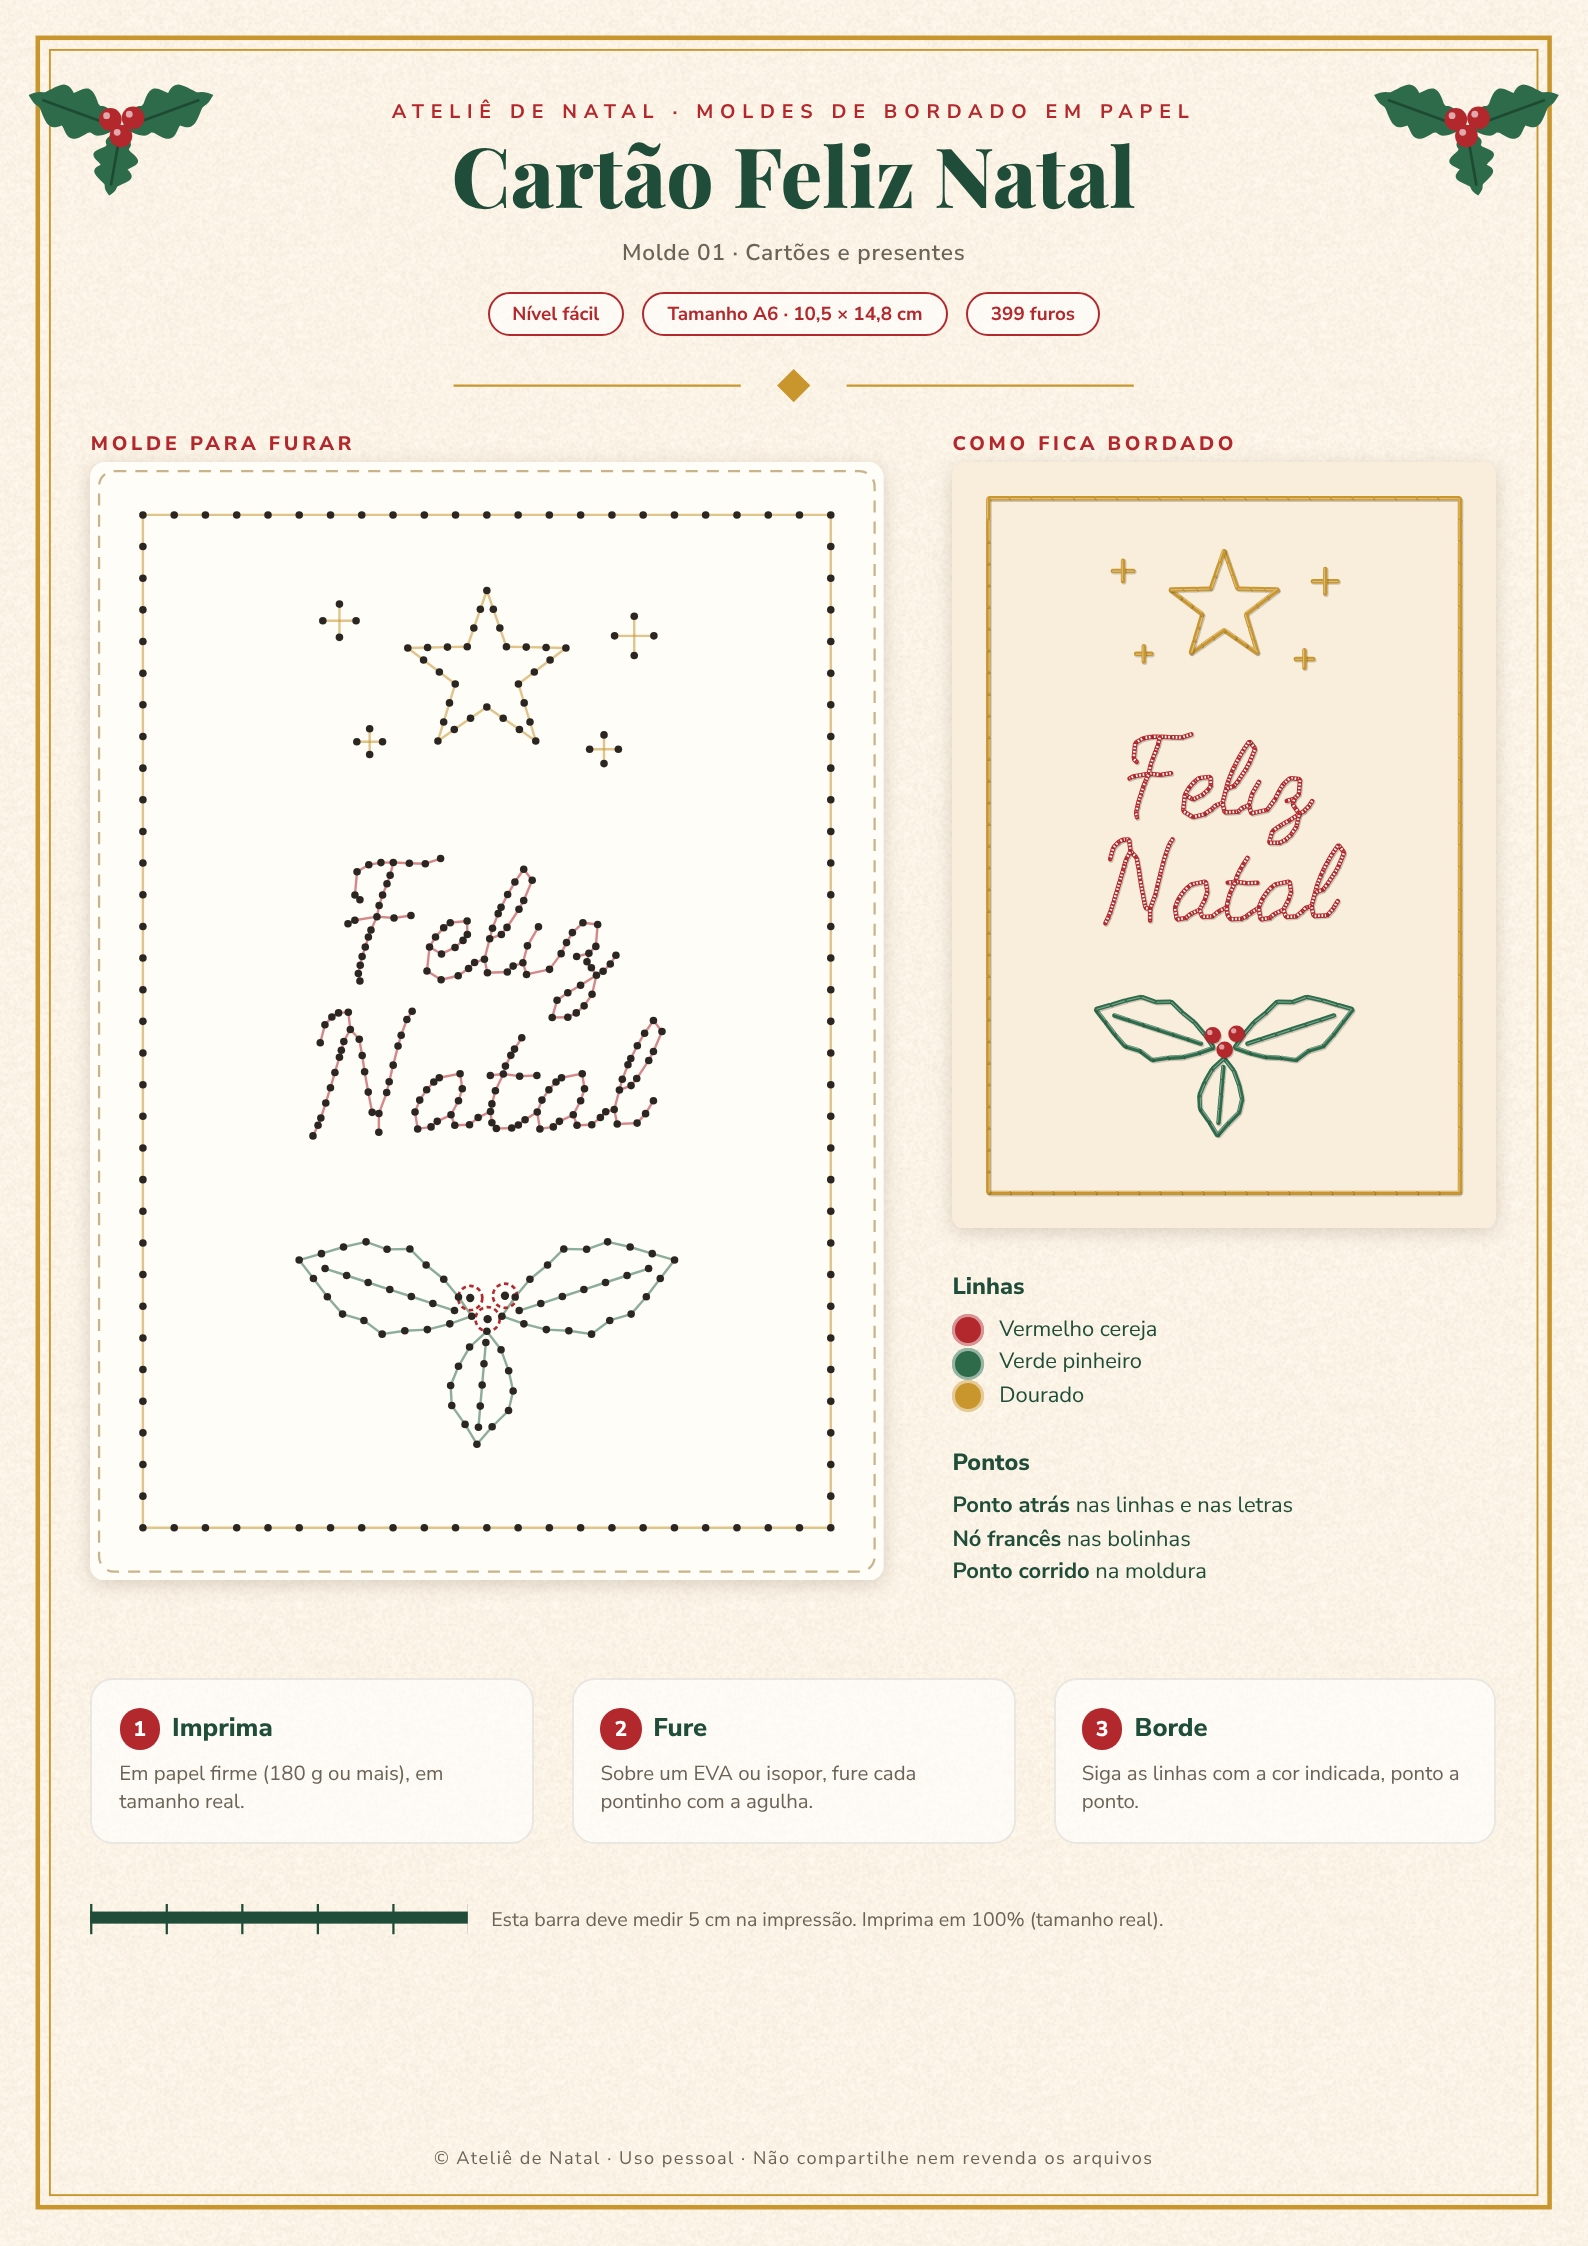 ATELIÊ DE NATAL · MOLDES DE BORDADO EM PAPEL
Cartão Feliz Natal
Molde 01 · Cartões e presentes
Nível fácil
Tamanho A6 · 10,5 × 14,8 cm
399 furos
MOLDE PARA FURAR
Feliz
Natal
COMO FICA BORDADO
Feliz
Natal
Linhas
Vermelho cereja
Verde pinheiro
Dourado
Pontos
Ponto atrás nas linhas e nas letras
Nó francês nas bolinhas
Ponto corrido na moldura
1 Imprima
Em papel firme (180 g ou mais), em
tamanho real.
2 Fure
Sobre um EVA ou isopor, fure cada
pontinho com a agulha.
3 Borde
Siga as linhas com a cor indicada, ponto a
ponto.
Esta barra deve medir 5 cm na impressão. Imprima em 100% (tamanho real).
© Ateliê de Natal · Uso pessoal · Não compartilhe nem revenda os arquivos